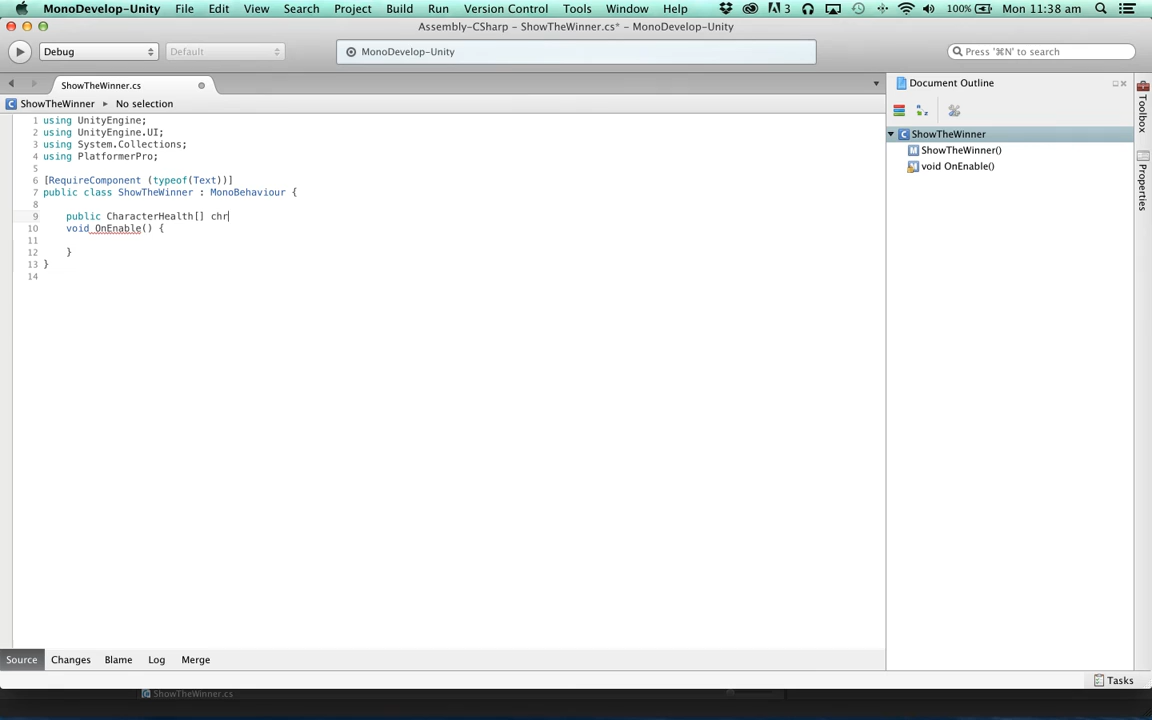 MonoDevelop-Unity File Edit View Search Project Build Run Version Control Tools Window Help 3 100% Mon 11:38 am
Assembly-CSharp – ShowTheWinner.cs* – MonoDevelop-Unity
Debug Default MonoDevelop-Unity Press '⌘N' to search
ShowTheWinner.cs
ShowTheWinner ▸ No selection
1 using UnityEngine;
2 using UnityEngine.UI;
3 using System.Collections;
4 using PlatformerPro;
5
6 [RequireComponent (typeof(Text))]
7 public class ShowTheWinner : MonoBehaviour {
8
9 public CharacterHealth[] chr
10 void OnEnable() {
11
12 }
13 }
14
Document Outline
ShowTheWinner
ShowTheWinner()
void OnEnable()
Toolbox
Properties
Source Changes Blame Log Merge
Tasks
ShowTheWinner.cs